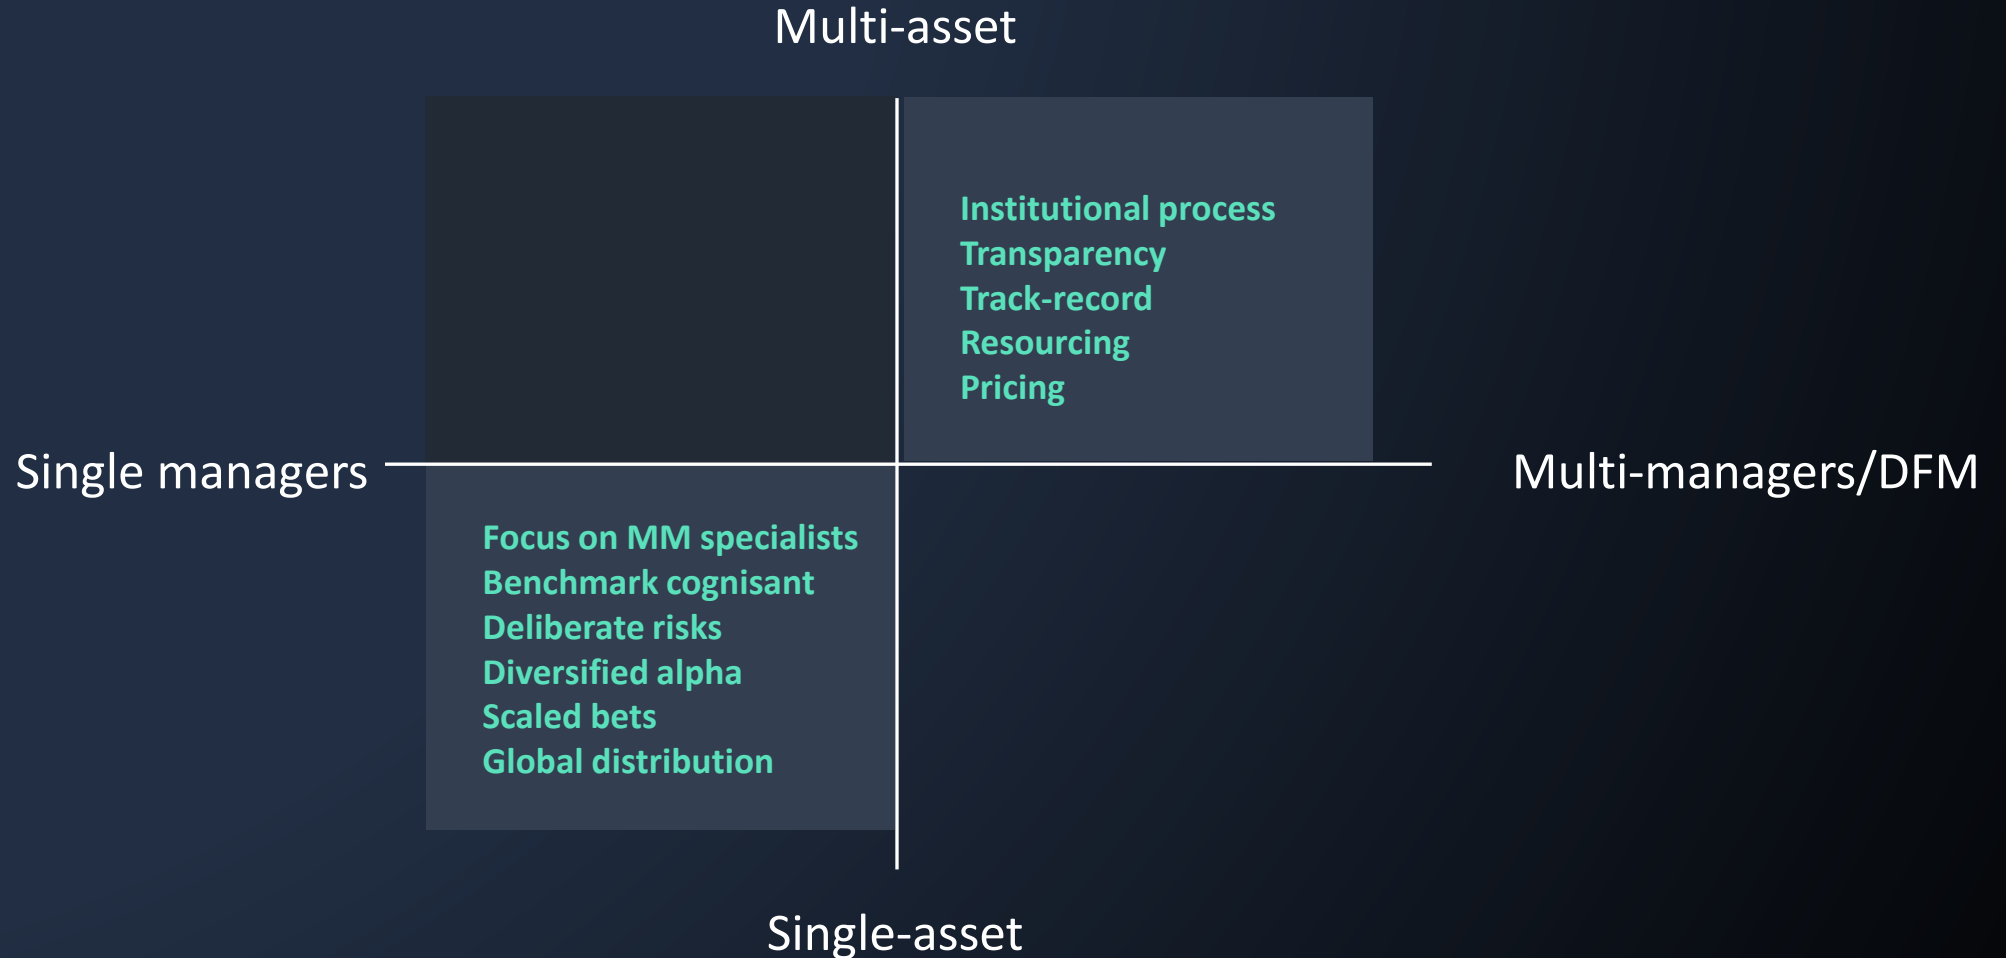 Multi-asset
Institutional process
Transparency
Track-record
Resourcing
Pricing
Single managers
Multi-managers/DFM
Focus on MM specialists
Benchmark cognisant
Deliberate risks
Diversified alpha
Scaled bets
Global distribution
Single-asset